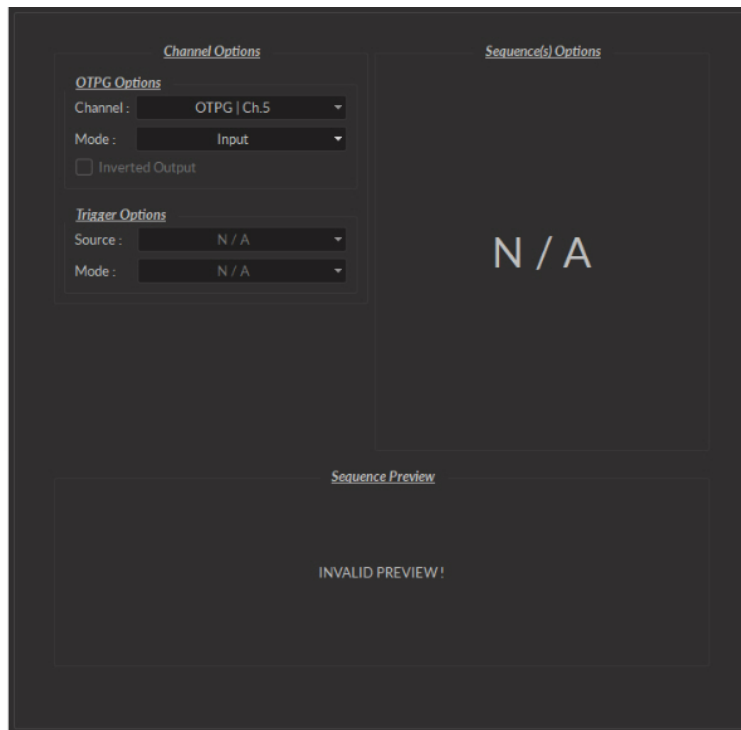 Channel Options
OTPG Options
Channel : OTPG | Ch.5
Mode : Input
Inverted Output
Trigger Options
Source : N / A
Mode : N / A
Sequence(s) Options
N / A
Sequence Preview
INVALID PREVIEW !